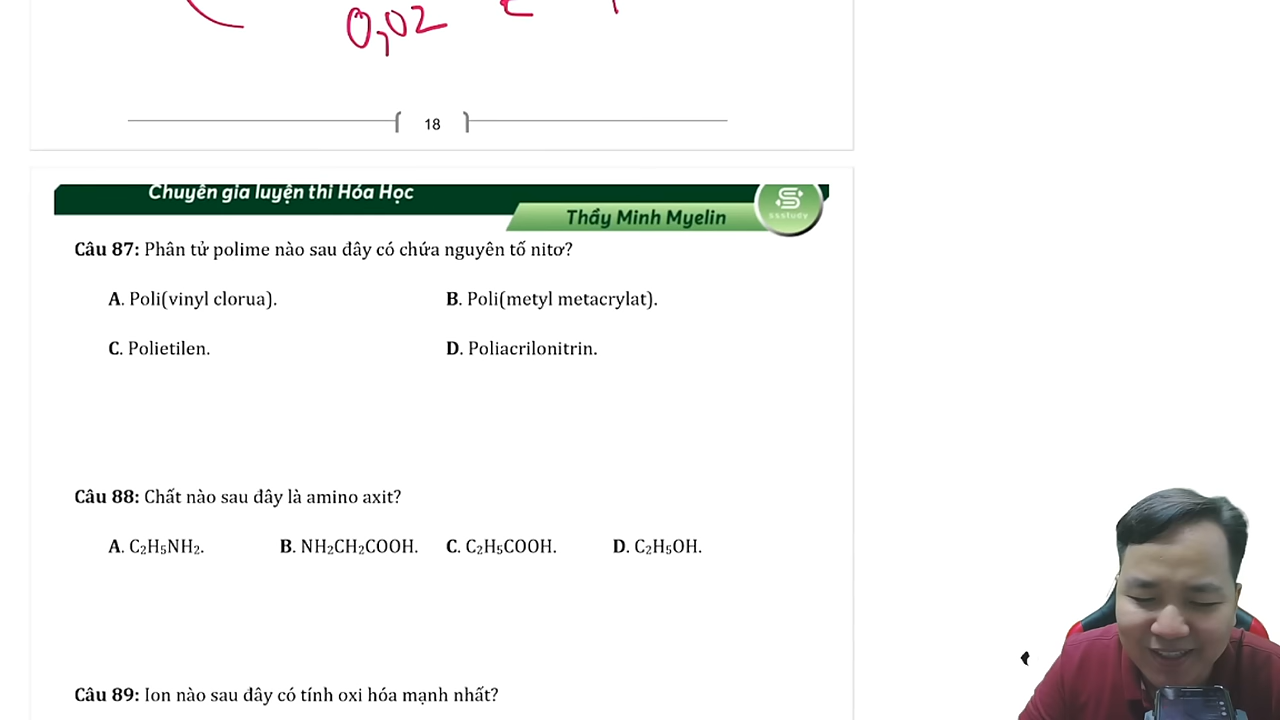 0,02
18
Chuyên gia luyện thi Hóa Học
Thầy Minh Myelin
sstudy
Câu 87: Phân tử polime nào sau đây có chứa nguyên tố nitơ?
A. Poli(vinyl clorua).
B. Poli(metyl metacrylat).
C. Polietilen.
D. Poliacrilonitrin.
Câu 88: Chất nào sau đây là amino axit?
A. C₂H₅NH₂.
B. NH₂CH₂COOH.
C. C₂H₅COOH.
D. C₂H₅OH.
Câu 89: Ion nào sau đây có tính oxi hóa mạnh nhất?